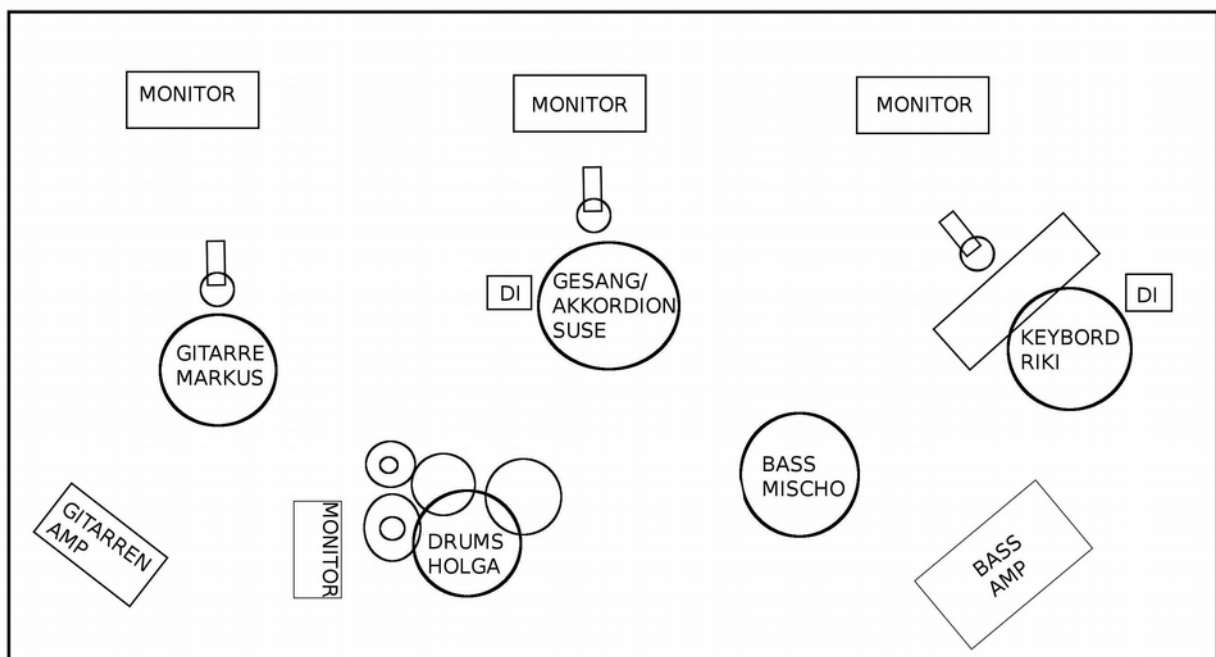 MONITOR
MONITOR
MONITOR
DI
GESANG/
AKKORDION
SUSE
DI
KEYBORD
RIKI
GITARRE
MARKUS
BASS
MISCHO
GITARREN
AMP
MONITOR
DRUMS
HOLGA
BASS
AMP